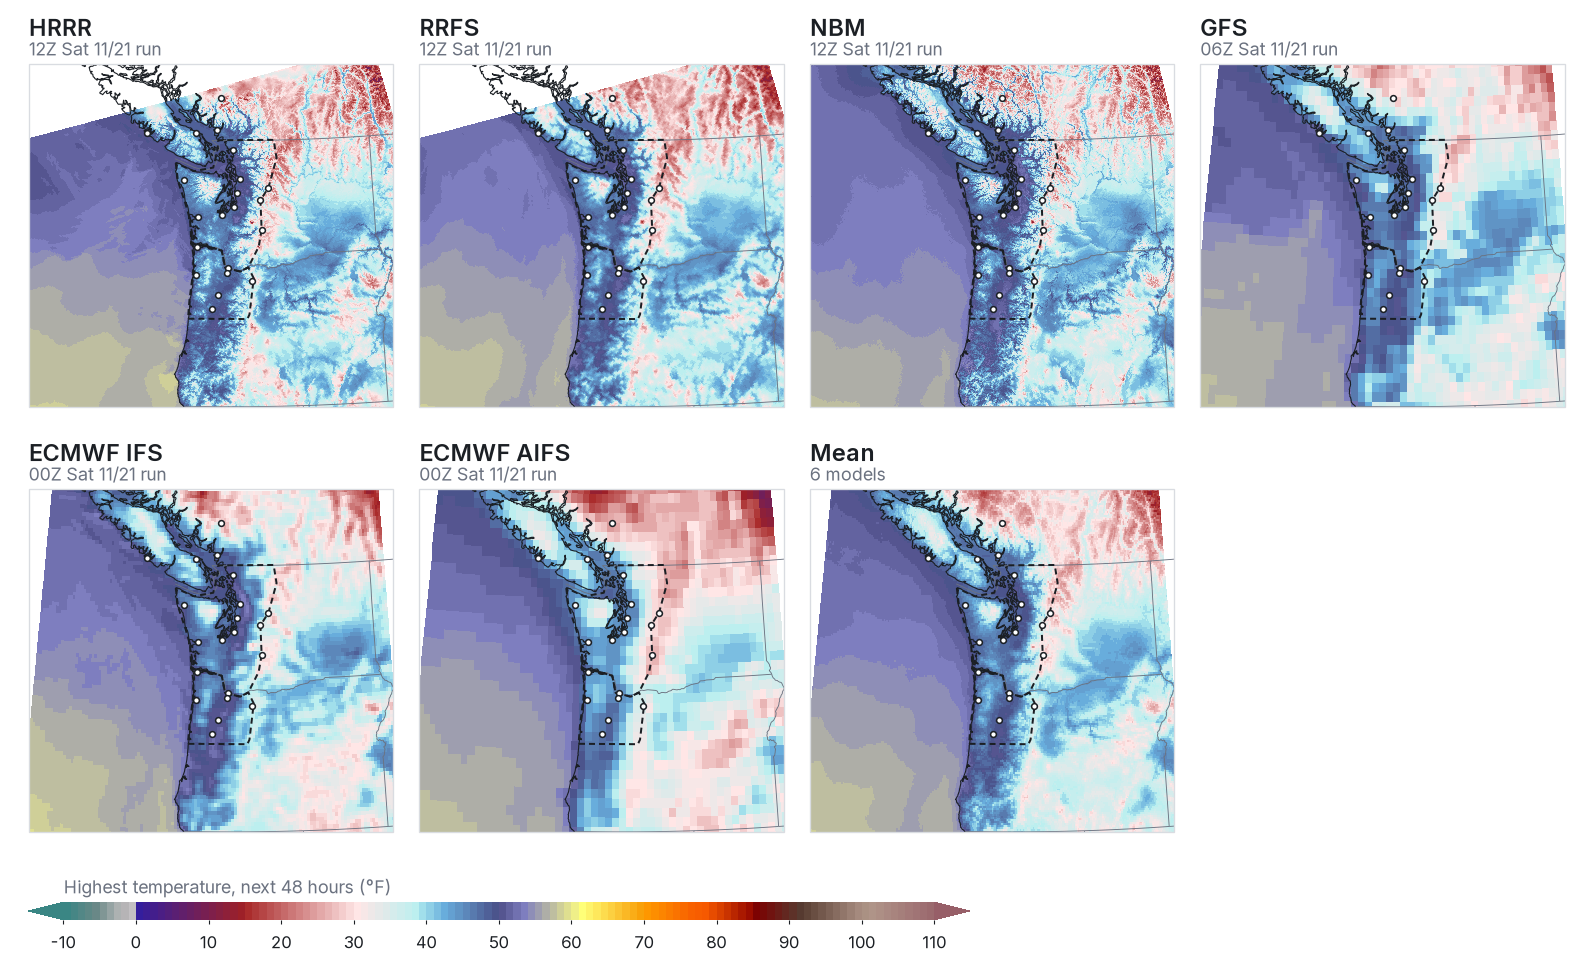 HRRR
12Z Sat 11/21 run
RRFS
12Z Sat 11/21 run
NBM
12Z Sat 11/21 run
GFS
06Z Sat 11/21 run
ECMWF IFS
00Z Sat 11/21 run
ECMWF AIFS
00Z Sat 11/21 run
Mean
6 models
Highest temperature, next 48 hours (°F)
-10 0 10 20 30 40 50 60 70 80 90 100 110